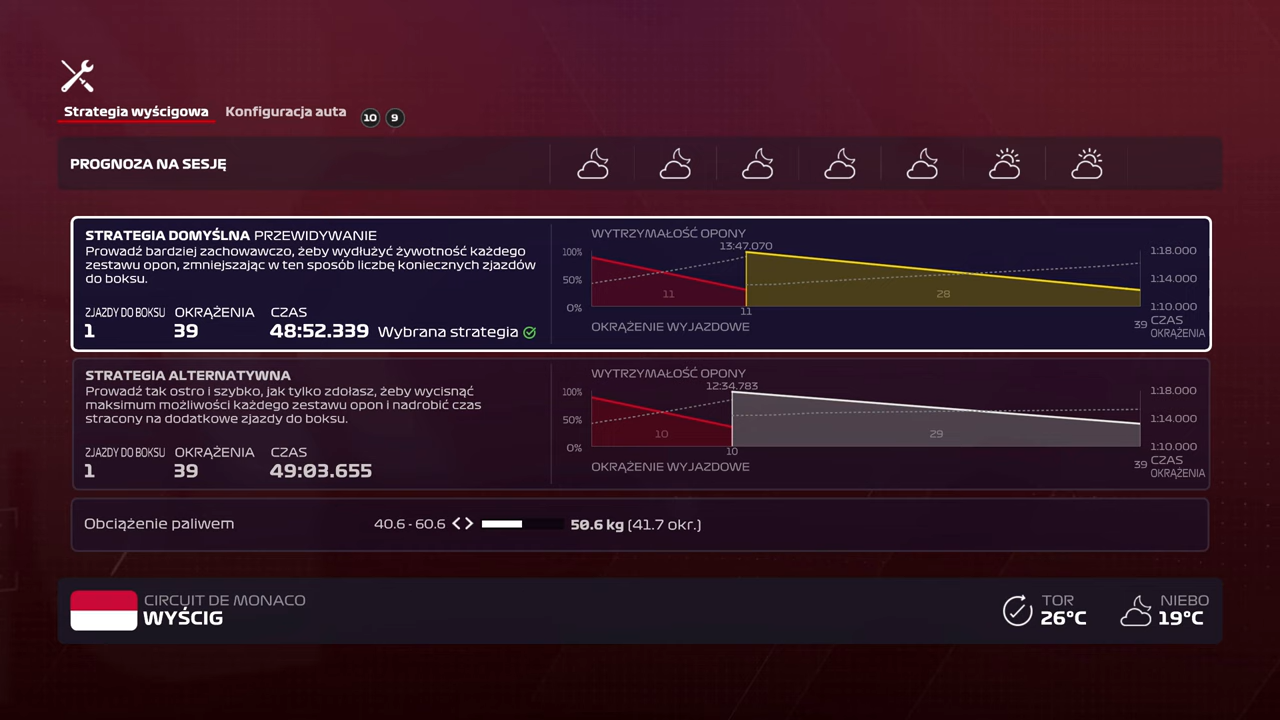 Strategia wyścigowa Konfiguracja auta 10 9
PROGNOZA NA SESJĘ
STRATEGIA DOMYŚLNA PRZEWIDYWANIE
Prowadź bardziej zachowawczo, żeby wydłużyć żywotność każdego
zestawu opon, zmniejszając w ten sposób liczbę koniecznych zjazdów
do boksu.
ZJAZDY DO BOKSU OKRĄŻENIA CZAS
1 39 48:52.339 Wybrana strategia
WYTRZYMAŁOŚĆ OPONY
13:47.070
100% 1:18.000
50% 1:14.000
11 28
0% 1:10.000
11
39 CZAS
OKRĄŻENIA
OKRĄŻENIE WYJAZDOWE
STRATEGIA ALTERNATYWNA
Prowadź tak ostro i szybko, jak tylko zdołasz, żeby wycisnąć
maksimum możliwości każdego zestawu opon i nadrobić czas
stracony na dodatkowe zjazdy do boksu.
ZJAZDY DO BOKSU OKRĄŻENIA CZAS
1 39 49:03.655
WYTRZYMAŁOŚĆ OPONY
12:34.783
100% 1:18.000
50% 1:14.000
10 29
0% 1:10.000
10
39 CZAS
OKRĄŻENIA
OKRĄŻENIE WYJAZDOWE
Obciążenie paliwem 40.6 - 60.6 50.6 kg (41.7 okr.)
CIRCUIT DE MONACO
WYŚCIG
TOR
26°C
NIEBO
19°C